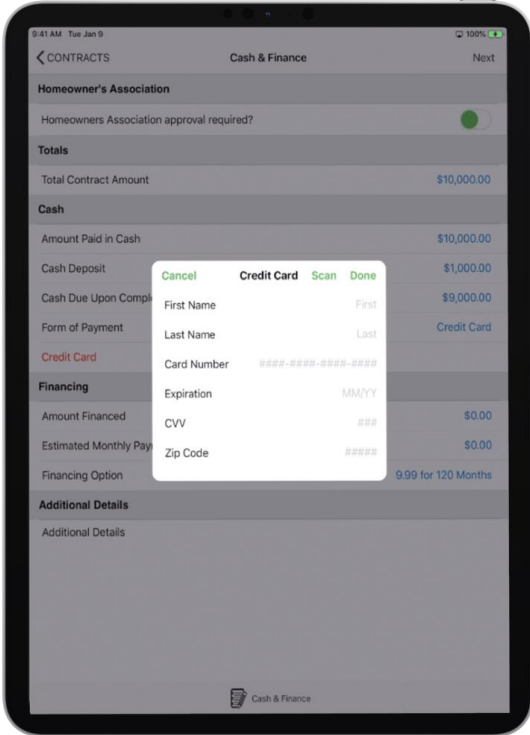 9:41 AM Tue Jan 9 100%
CONTRACTS Cash & Finance Next
Homeowner's Association
Homeowners Association approval required?
Totals
Total Contract Amount $10,000.00
Cash
Amount Paid in Cash $10,000.00
Cash Deposit $1,000.00
Cash Due Upon Comple $9,000.00
Form of Payment Credit Card
Credit Card
Cancel Credit Card Scan Done
First Name First
Last Name Last
Card Number ####-####-####-####
Expiration MM/YY
CVV ###
Zip Code #####
Financing
Amount Financed $0.00
Estimated Monthly Pay $0.00
Financing Option 9.99 for 120 Months
Additional Details
Additional Details
Cash & Finance